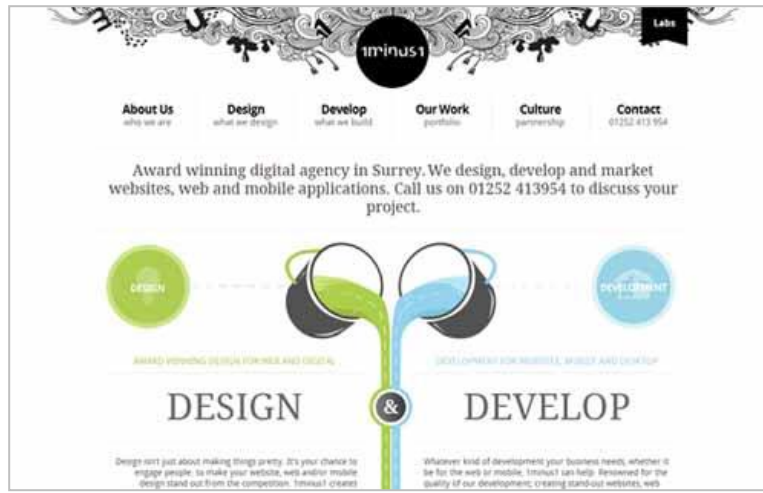 Labs
1minus1
About Us Design Develop Our Work Culture Contact
who we are what we design what we build portfolio partnership 01252 413 954
Award winning digital agency in Surrey. We design, develop and market
websites, web and mobile applications. Call us on 01252 413954 to discuss your
project.
DESIGN DEVELOPMENT
AWARD WINNING DESIGN FOR WEB AND DIGITAL DEVELOPMENT FOR WEBSITES, MOBILE AND DESKTOP
DESIGN & DEVELOP
Design isn't just about making things pretty. It's your chance to
engage people, to make your website, web and/or mobile
design stand out from the competition. 1minus1 creates
Whatever kind of development your business needs, whether it
be for the web or mobile, 1minus1 can help. Renowned for the
quality of our development; creating stand-out websites, web